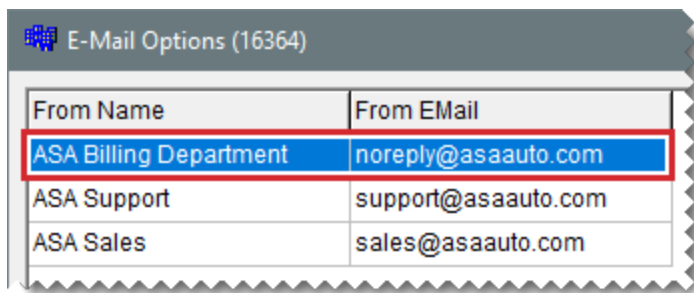 E-Mail Options (16364)
From Name From EMail
ASA Billing Department noreply@asaauto.com
ASA Support support@asaauto.com
ASA Sales sales@asaauto.com